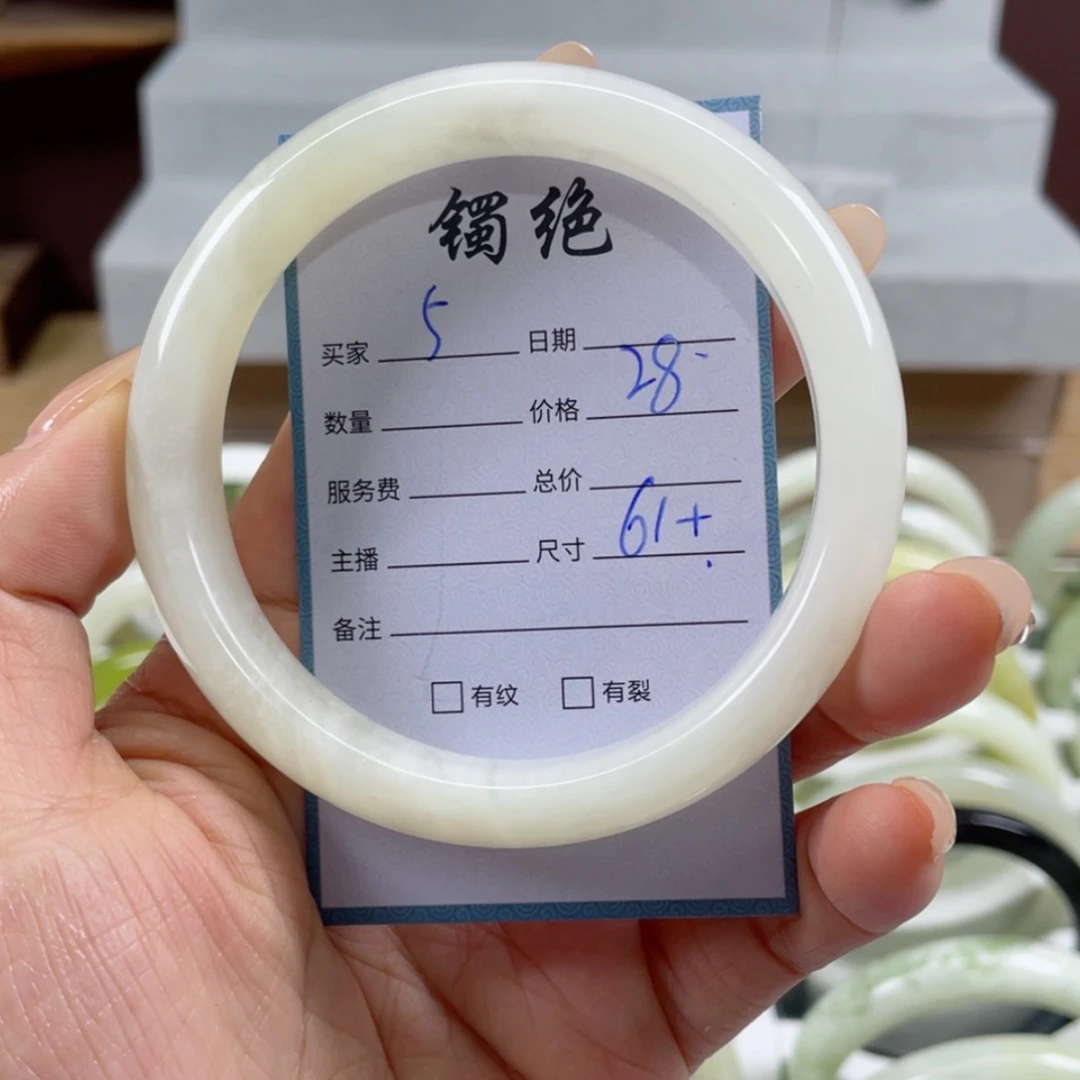 镯绝
买家 5 日期
数量 价格 28-
服务费 总价
主播 尺寸 61+
备注
有纹 有裂